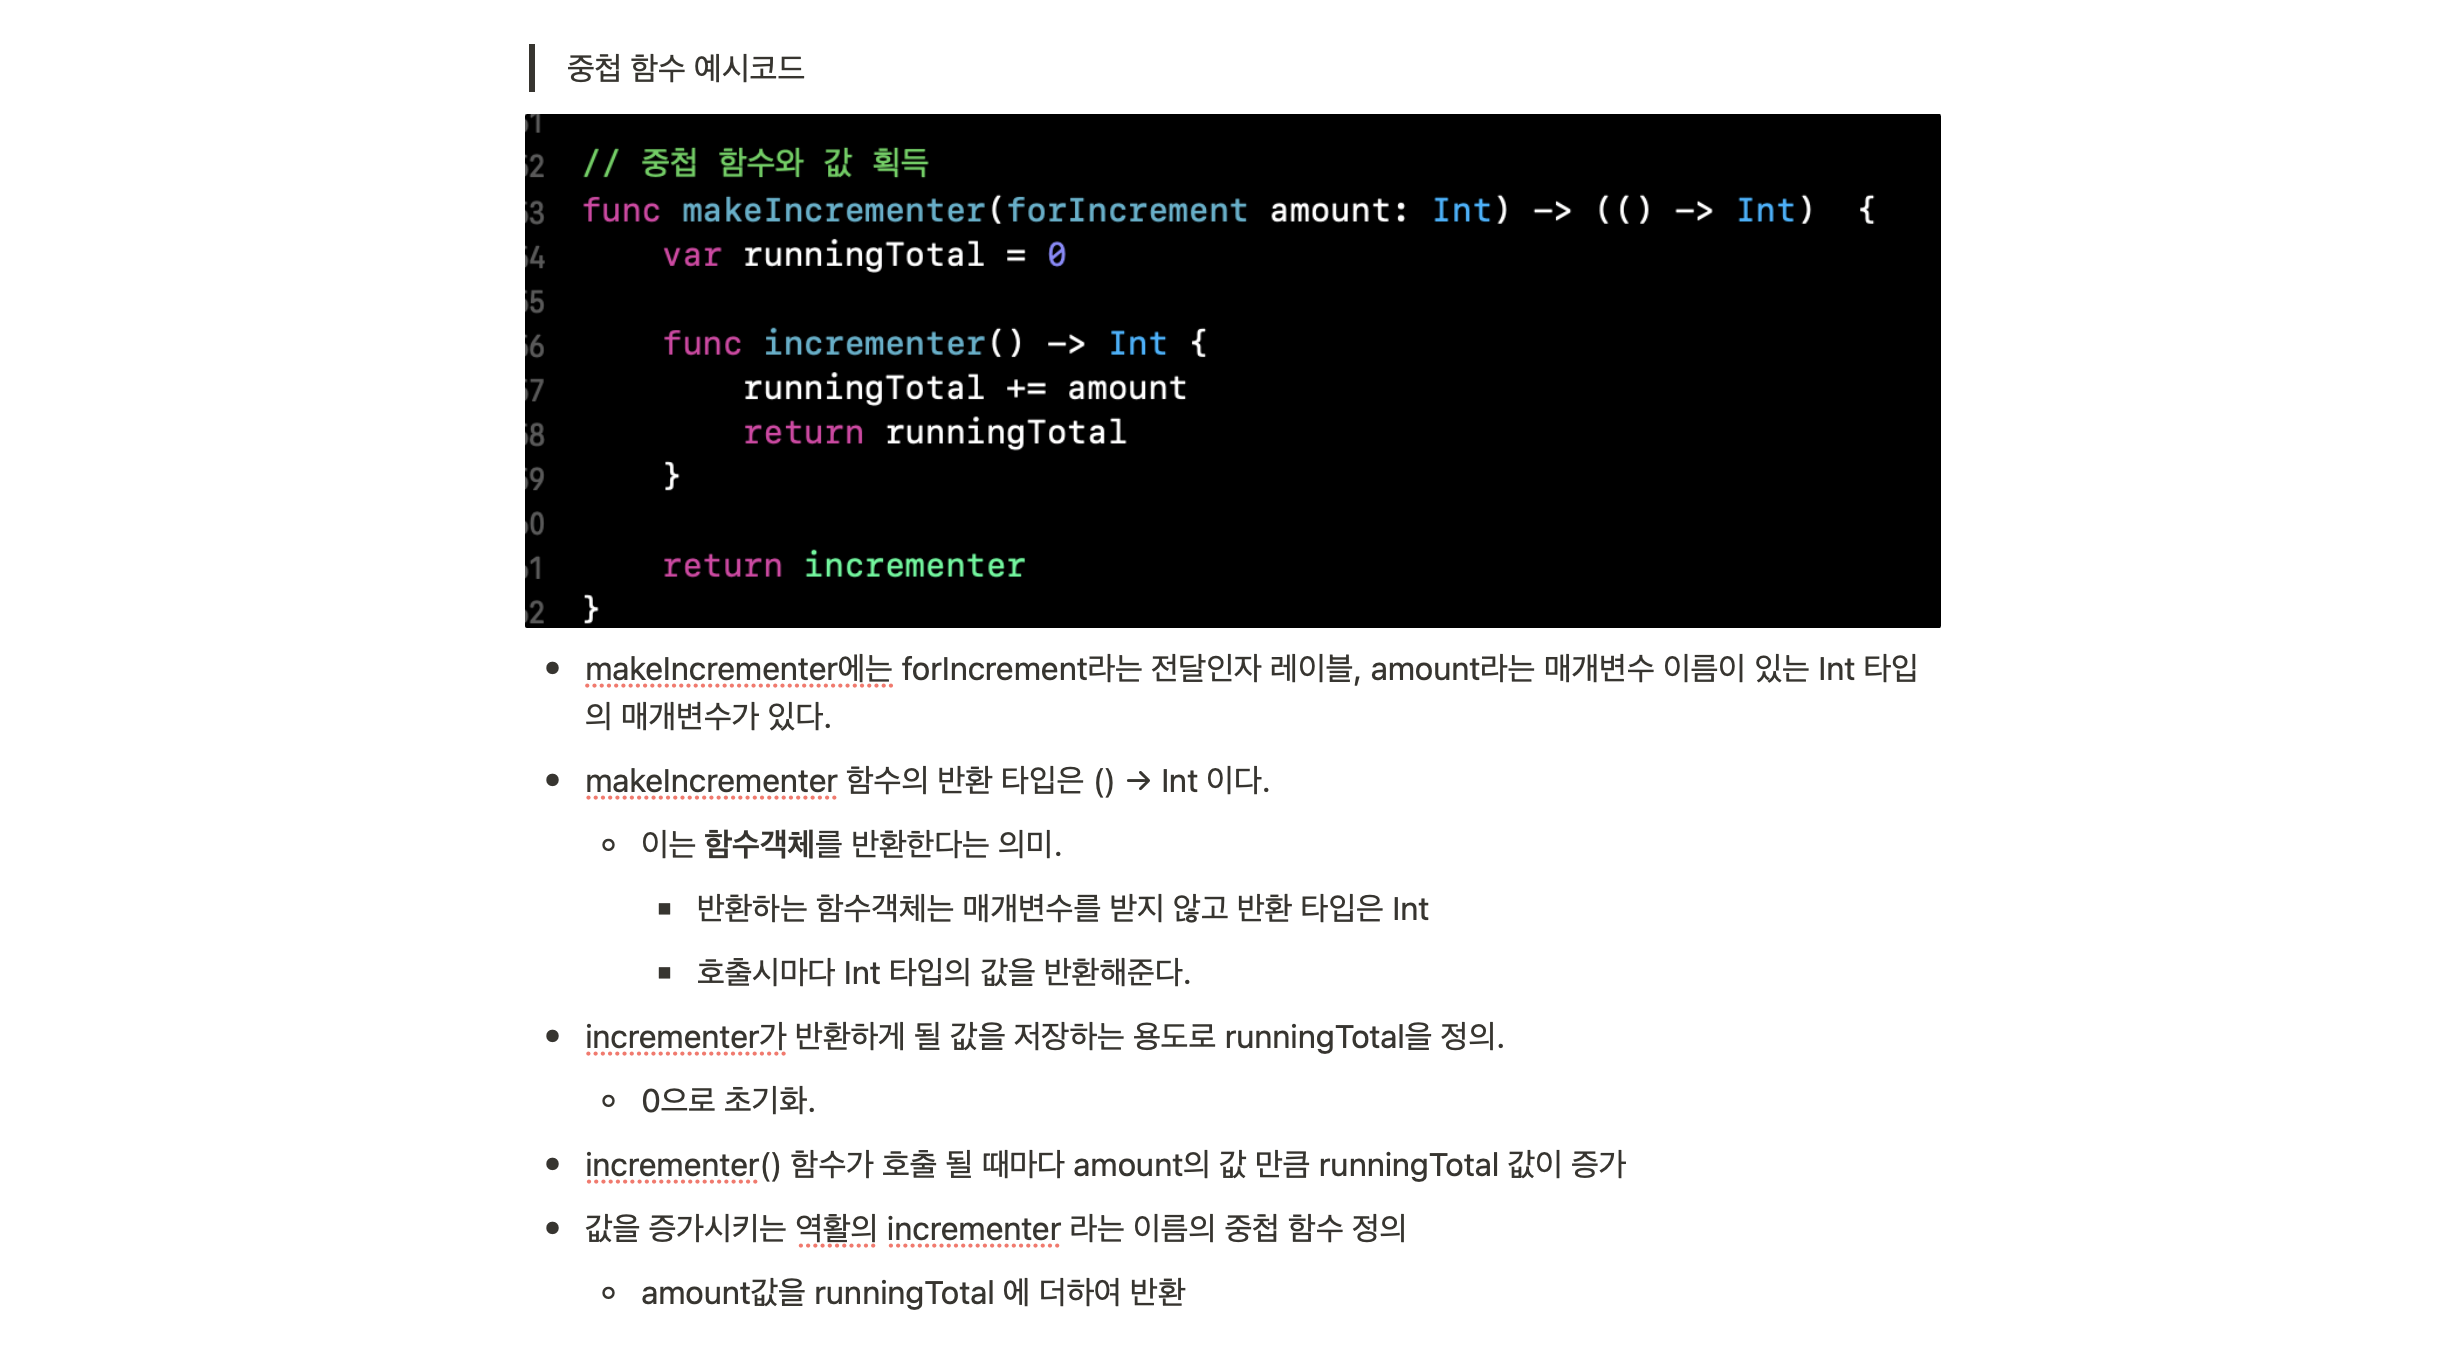 중첩 함수 예시코드
51
52 // 중첩 함수와 값 획득
53 func makeIncrementer(forIncrement amount: Int) -> (() -> Int)  {
54     var runningTotal = 0
55
56     func incrementer() -> Int {
57         runningTotal += amount
58         return runningTotal
59     }
60
61     return incrementer
62 }
• makeIncrementer에는 forIncrement라는 전달인자 레이블, amount라는 매개변수 이름이 있는 Int 타입
의 매개변수가 있다.
• makeIncrementer 함수의 반환 타입은 () → Int 이다.
◦ 이는 함수객체를 반환한다는 의미.
▪ 반환하는 함수객체는 매개변수를 받지 않고 반환 타입은 Int
▪ 호출시마다 Int 타입의 값을 반환해준다.
• incrementer가 반환하게 될 값을 저장하는 용도로 runningTotal을 정의.
◦ 0으로 초기화.
• incrementer() 함수가 호출 될 때마다 amount의 값 만큼 runningTotal 값이 증가
• 값을 증가시키는 역활의 incrementer 라는 이름의 중첩 함수 정의
◦ amount값을 runningTotal 에 더하여 반환